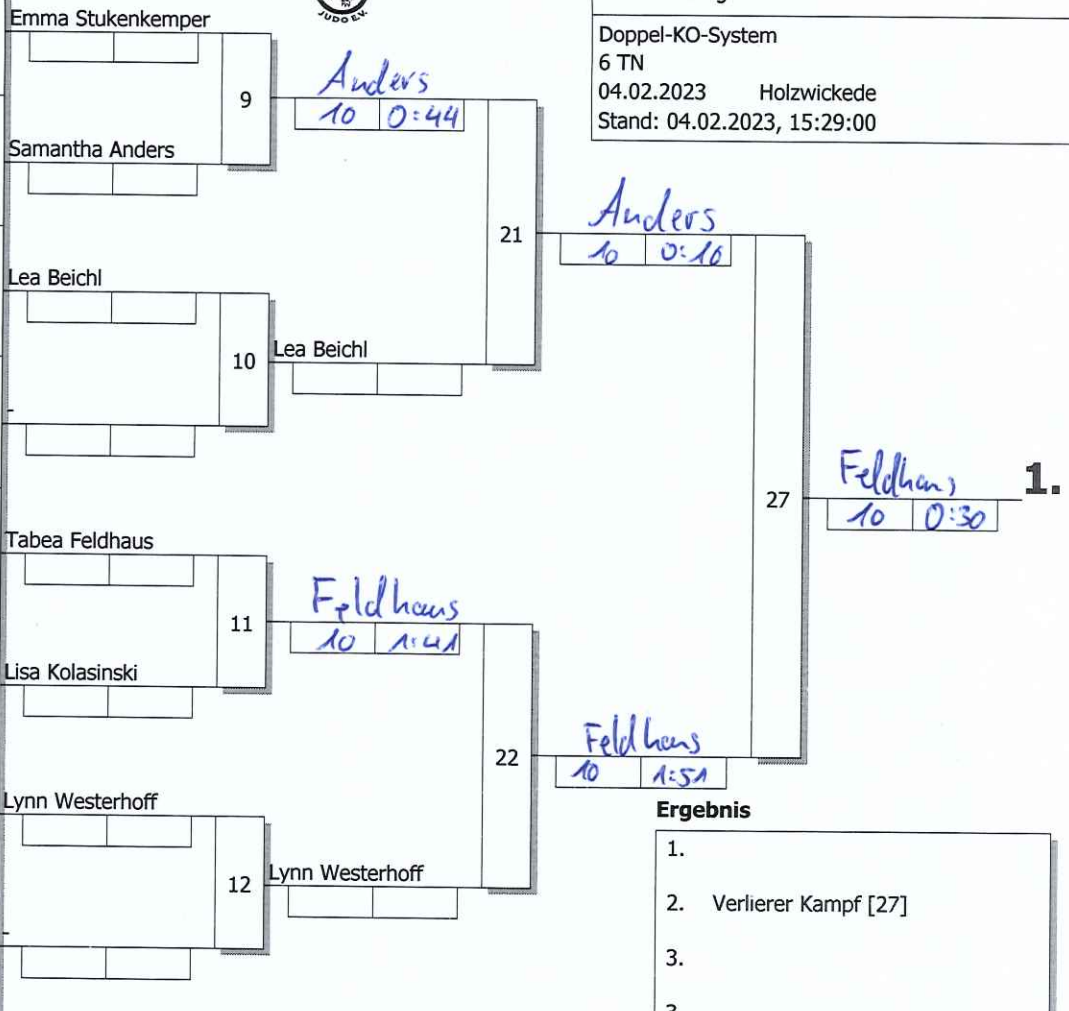 JUDO E.V.
Doppel-KO-System
6 TN
04.02.2023 Holzwickede
Stand: 04.02.2023, 15:29:00
Emma Stukenkemper
9
Anders
10 0:44
Samantha Anders
21
Anders
10 0:16
Lea Beichl
10
Lea Beichl
-
27
Feldhaus
1.
10 0:30
Tabea Feldhaus
11
Feldhaus
10 1:41
Lisa Kolasinski
22
Feldhaus
10 1:51
Lynn Westerhoff
12
Lynn Westerhoff
-
Ergebnis
1.
2. Verlierer Kampf [27]
3.
3.